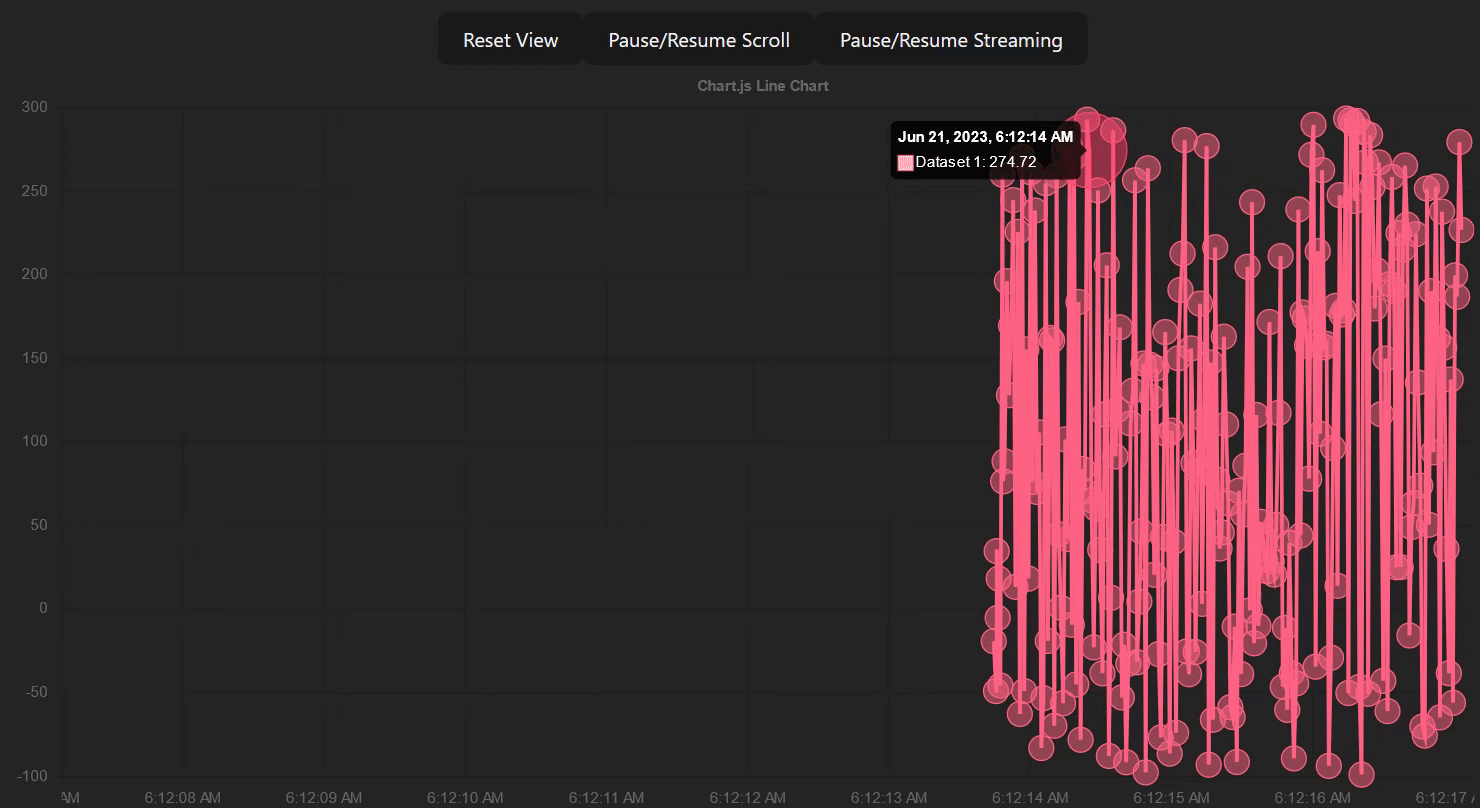 Reset View Pause/Resume Scroll Pause/Resume Streaming
Chart.js Line Chart
300
Jun 21, 2023, 6:12:14 AM
Dataset 1: 274.72
250
200
150
100
50
0
-50
-100
AM 6:12:08 AM 6:12:09 AM 6:12:10 AM 6:12:11 AM 6:12:12 AM 6:12:13 AM 6:12:14 AM 6:12:15 AM 6:12:16 AM 6:12:17